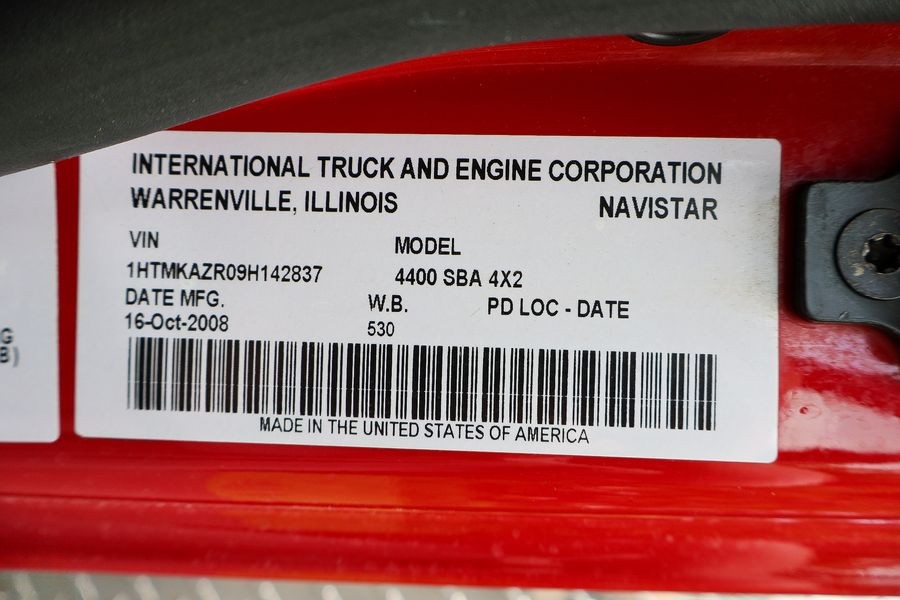 INTERNATIONAL TRUCK AND ENGINE CORPORATION
WARRENVILLE, ILLINOIS NAVISTAR
VIN MODEL
1HTMKAZR09H142837 4400 SBA 4X2
DATE MFG. W.B. PD LOC - DATE
16-Oct-2008 530
MADE IN THE UNITED STATES OF AMERICA
G
B)